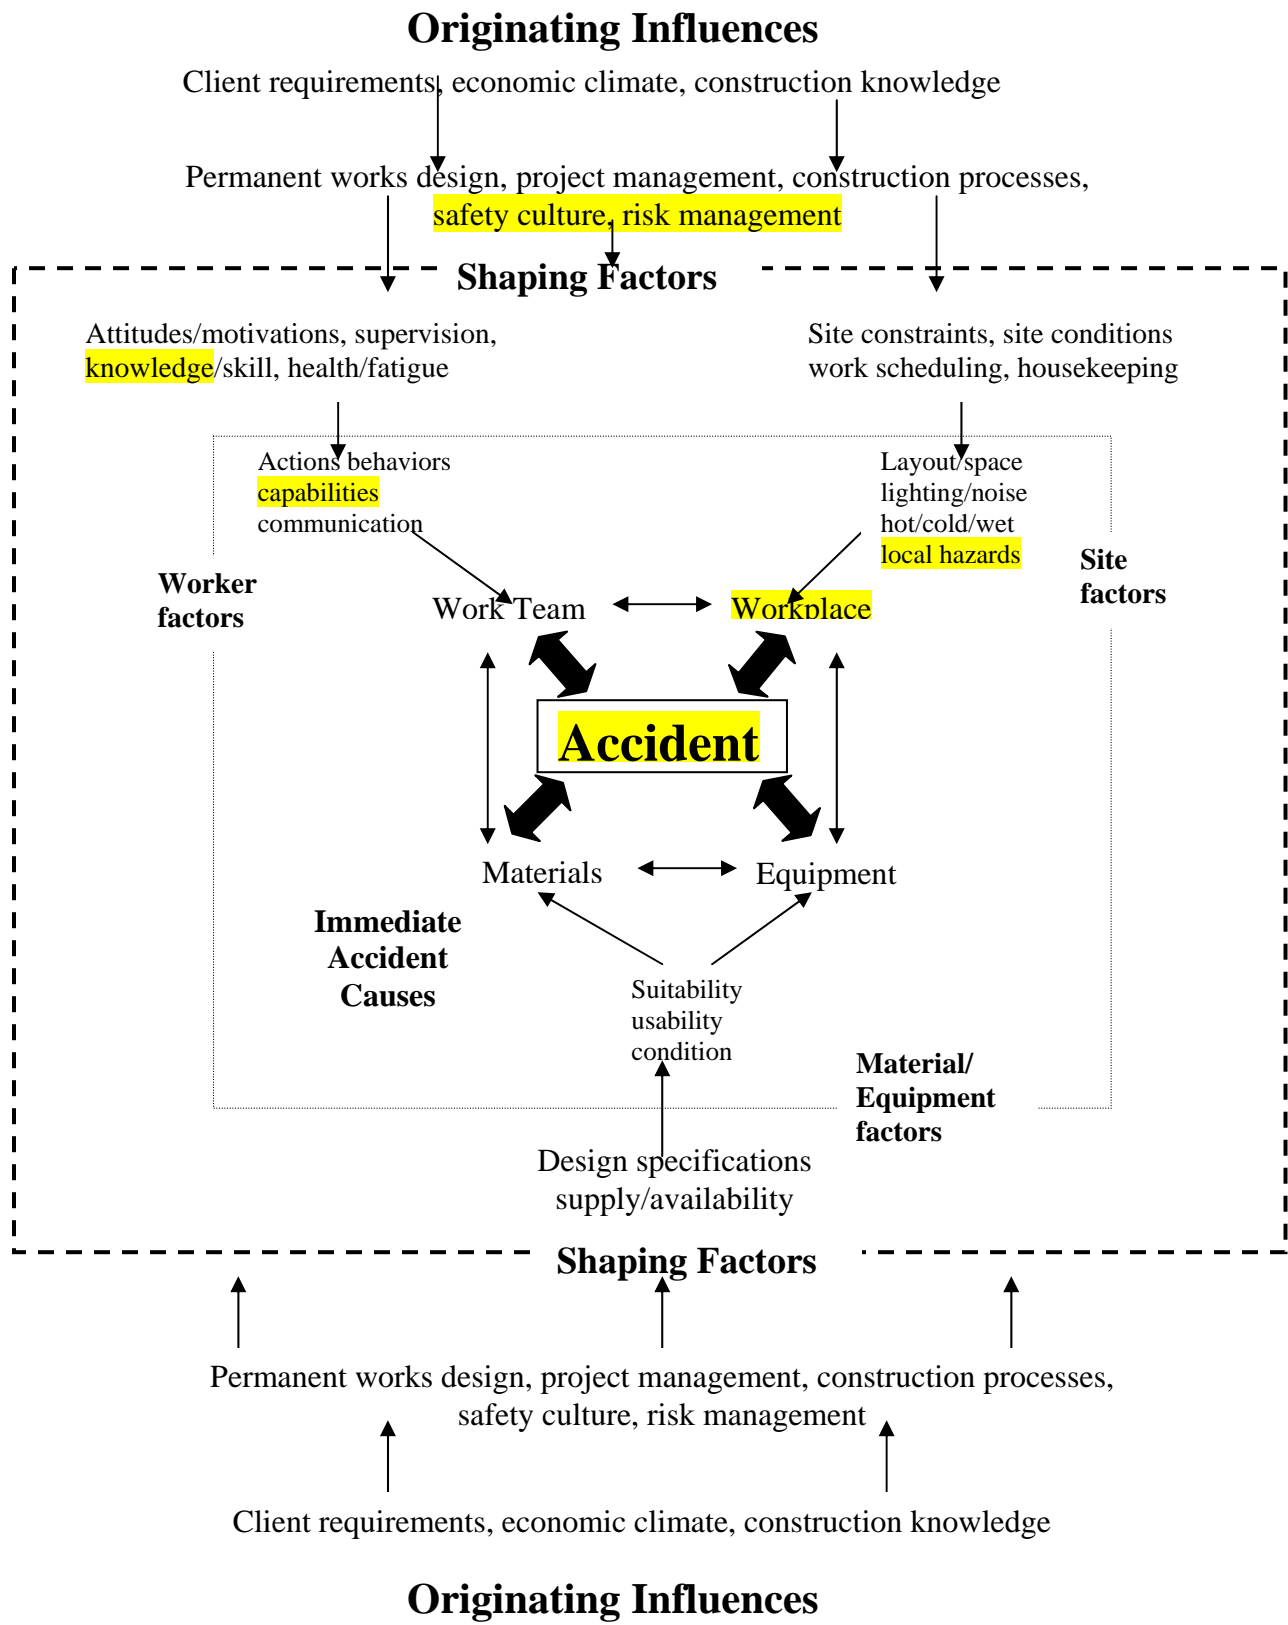 Originating Influences
Client requirements, economic climate, construction knowledge
Permanent works design, project management, construction processes,
safety culture, risk management
Shaping Factors
Attitudes/motivations, supervision,
knowledge/skill, health/fatigue
Site constraints, site conditions
work scheduling, housekeeping
Actions behaviors
capabilities
communication
Layout/space
lighting/noise
hot/cold/wet
local hazards
Worker
factors
Site
factors
Work Team
Workplace
Accident
Materials
Equipment
Immediate
Accident
Causes
Suitability
usability
condition
Material/
Equipment
factors
Design specifications
supply/availability
Shaping Factors
Permanent works design, project management, construction processes,
safety culture, risk management
Client requirements, economic climate, construction knowledge
Originating Influences